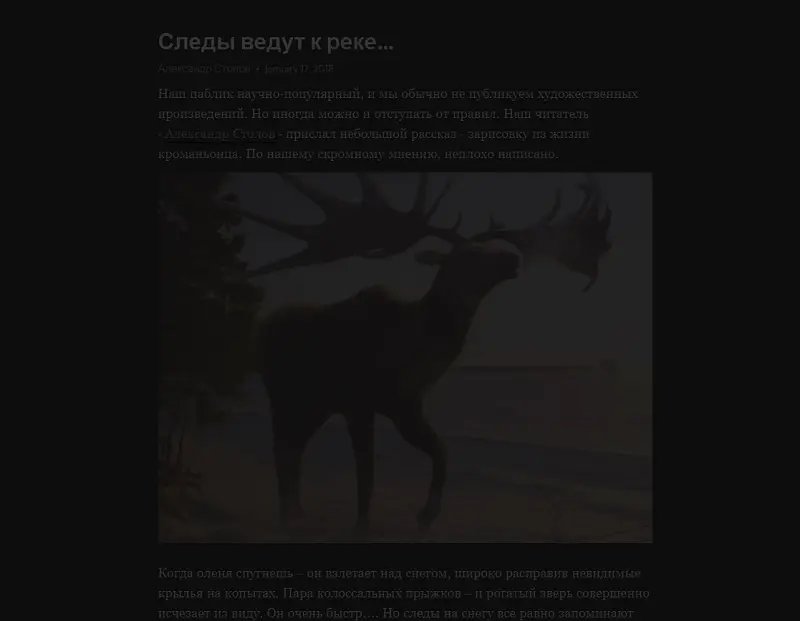 Следы ведут к реке...
Александр Столов • January 17, 2018
Наш паблик научно-популярный, и мы обычно не публикуем художественных
произведений. Но иногда можно и отступать от правил. Наш читатель
- Александр Столов - прислал небольшой рассказ - зарисовку из жизни
кроманьонца. По нашему скромному мнению, неплохо написано.
Когда оленя спугнешь – он взлетает над снегом, широко расправив невидимые
крылья на копытах. Пара колоссальных прыжков – и рогатый зверь совершенно
исчезает из виду. Он очень быстр…. Но следы на снегу все равно запоминают